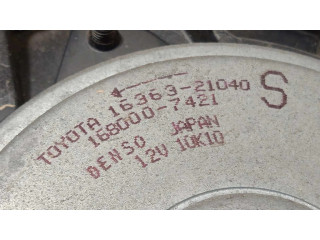 TOYOTA 16363-21040
168000-7421
DENSO JAPAN
12V 10K10
S